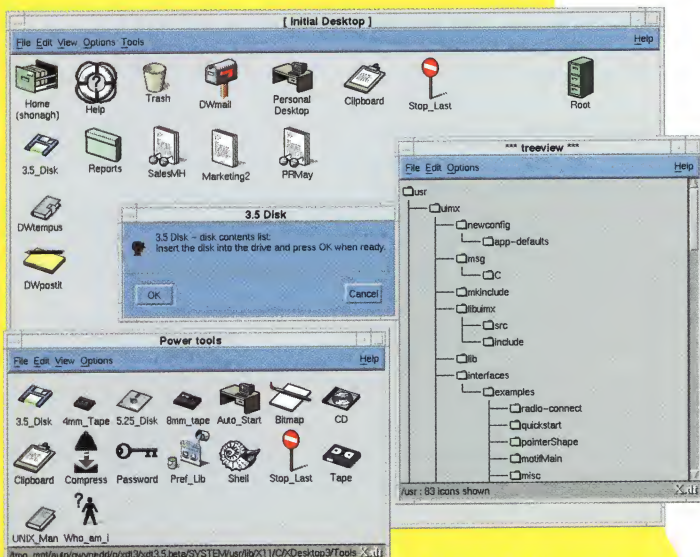 [ Initial Desktop ]
File Edit View Options Tools Help
Home (shonagh)
Help
Trash
DWmail
Personal Desktop
Clipboard
Stop_Last
Root
3.5_Disk
Reports
SalesMH
Marketing2
PRMay
DWtempus
DWpostit
3.5 Disk
3.5 Disk – disk contents list:
Insert the disk into the drive and press OK when ready.
OK Cancel
*** treeview ***
File Edit Options Help
usr
uimx
newconfig
app-defaults
msg
C
mkinclude
libuimx
src
include
lib
interfaces
examples
radio-connect
quickstart
pointerShape
motifMain
misc
/usr : 83 icons shown
X.dt
Power tools
File Edit View Options Help
3.5_Disk 4mm_Tape 5.25_Disk 8mm_tape Auto_Start Bitmap CD
Clipboard Compress Password Pref_Lib Shell Stop_Last Tape
UNIX_Man Who_am_i
X.dt